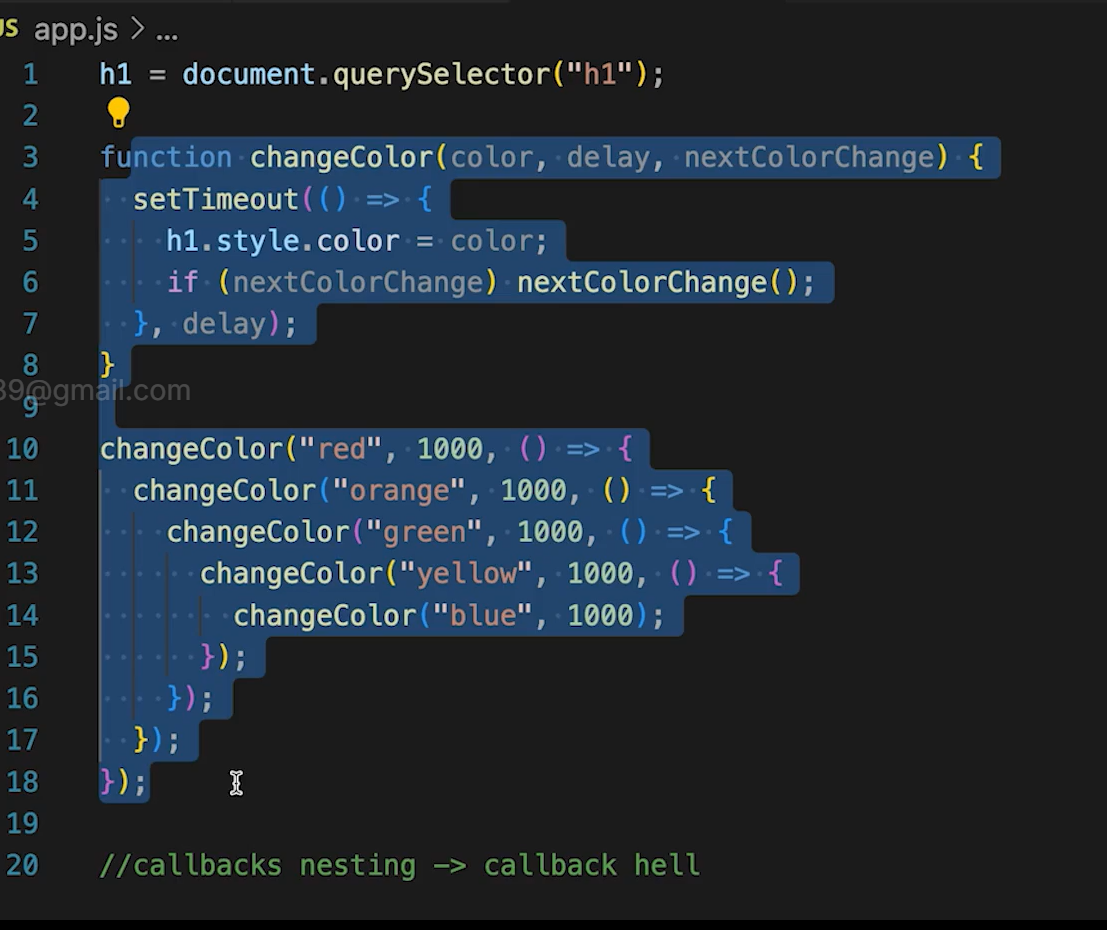 JS app.js > ...
1 h1 = document.querySelector("h1");
2
3 function changeColor(color, delay, nextColorChange) {
4   setTimeout(() => {
5     h1.style.color = color;
6     if (nextColorChange) nextColorChange();
7   }, delay);
8 }
39@gmail.com
9
10 changeColor("red", 1000, () => {
11   changeColor("orange", 1000, () => {
12     changeColor("green", 1000, () => {
13       changeColor("yellow", 1000, () => {
14         changeColor("blue", 1000);
15       });
16     });
17   });
18 });
19
20 //callbacks nesting -> callback hell